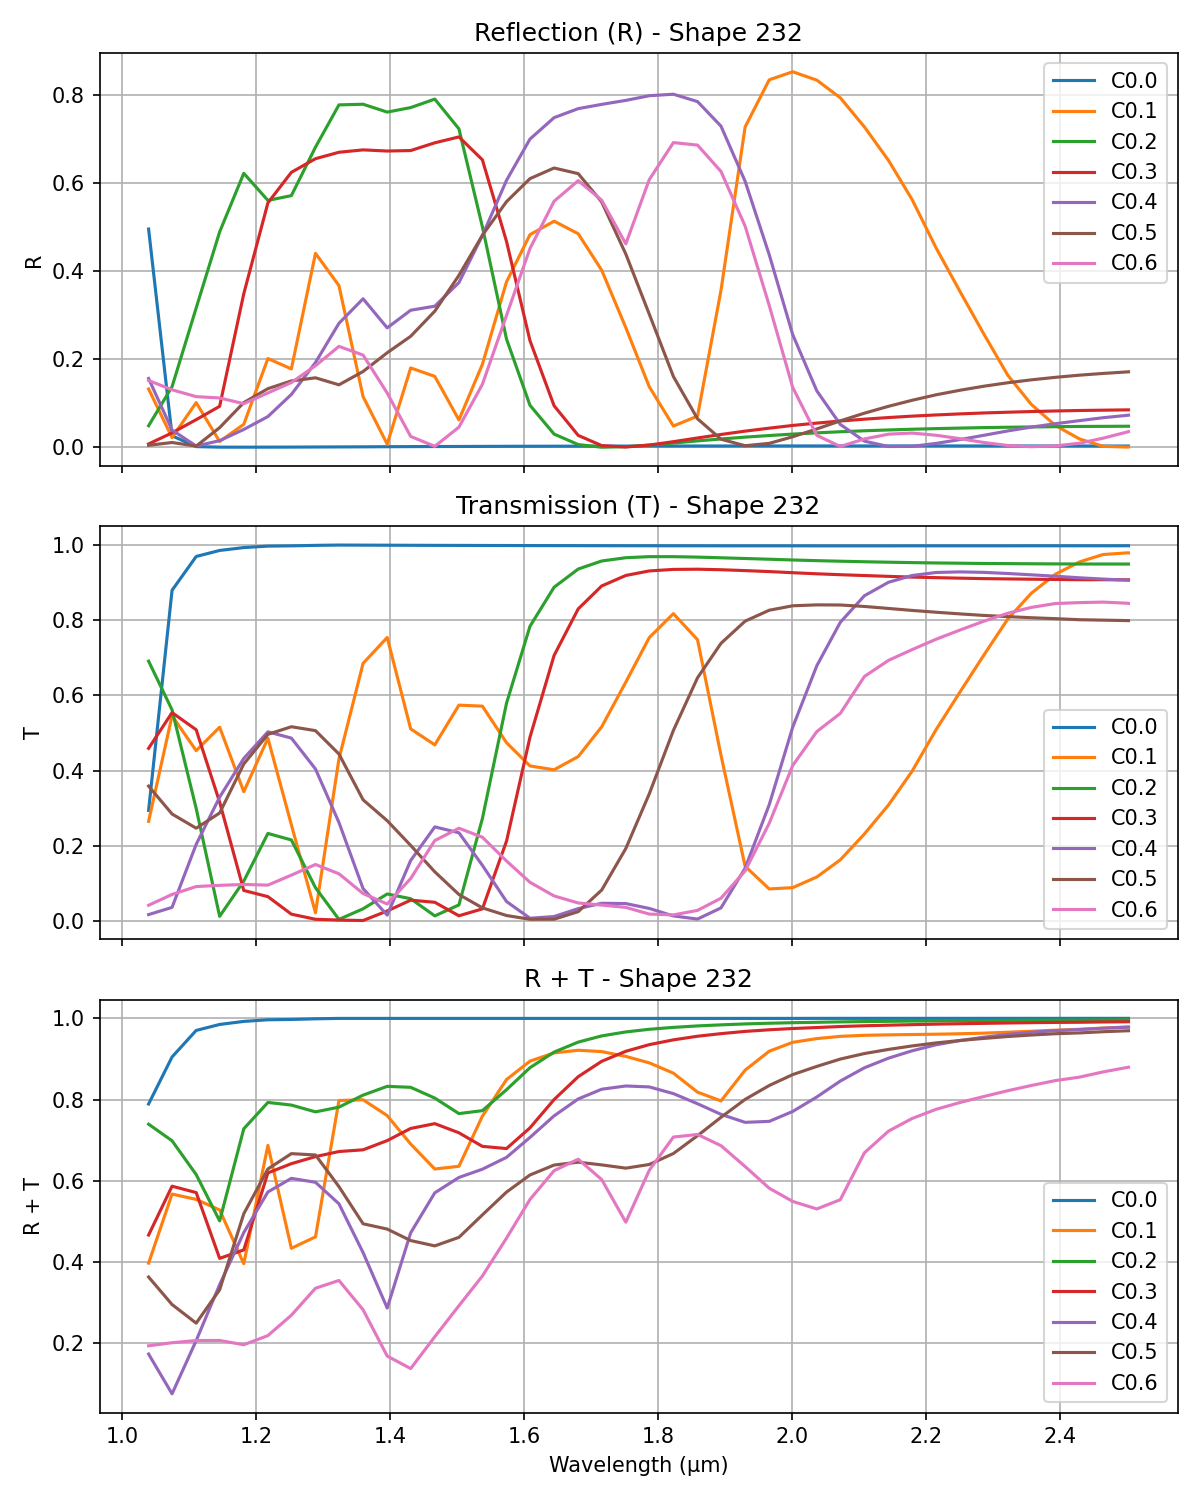 Reflection (R) - Shape 232
0.8
0.6
0.4
0.2
0.0
R
C0.0
C0.1
C0.2
C0.3
C0.4
C0.5
C0.6
Transmission (T) - Shape 232
1.0
0.8
0.6
0.4
0.2
0.0
T
C0.0
C0.1
C0.2
C0.3
C0.4
C0.5
C0.6
R + T - Shape 232
1.0
0.8
0.6
0.4
0.2
R + T
C0.0
C0.1
C0.2
C0.3
C0.4
C0.5
C0.6
1.0 1.2 1.4 1.6 1.8 2.0 2.2 2.4
Wavelength (μm)